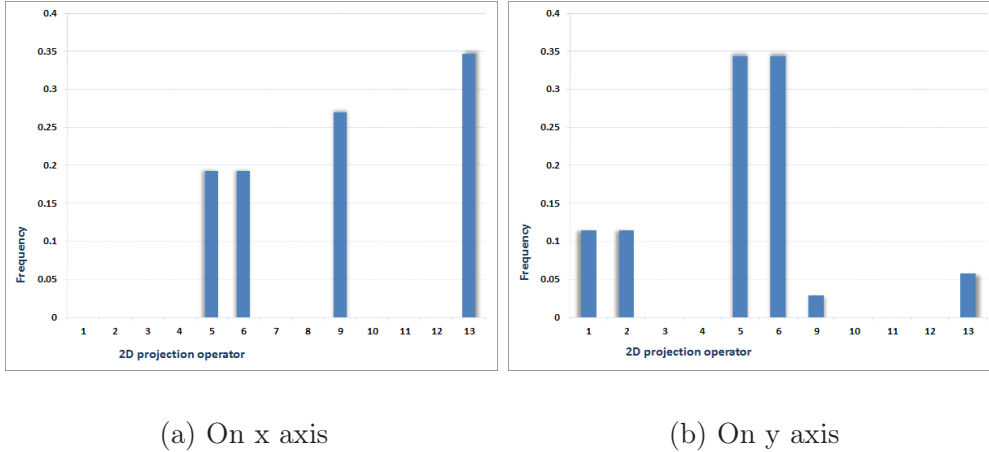 0.4
0.35
0.3
0.25
0.2
0.15
0.1
0.05
0
Frequency
1 2 3 4 5 6 7 8 9 10 11 12 13
2D projection operator
0.4
0.35
0.3
0.25
0.2
0.15
0.1
0.05
0
Frequency
1 2 3 4 5 6 9 10 11 12 13
2D projection operator
(a) On x axis
(b) On y axis